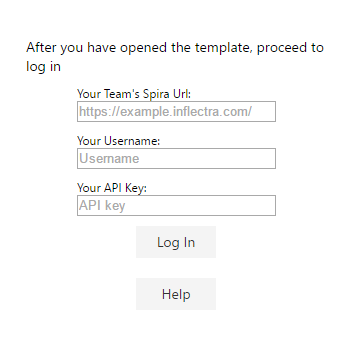 After you have opened the template, proceed to
log in
Your Team's Spira Url:
https://example.inflectra.com/
Your Username:
Username
Your API Key:
API key
Log In
Help